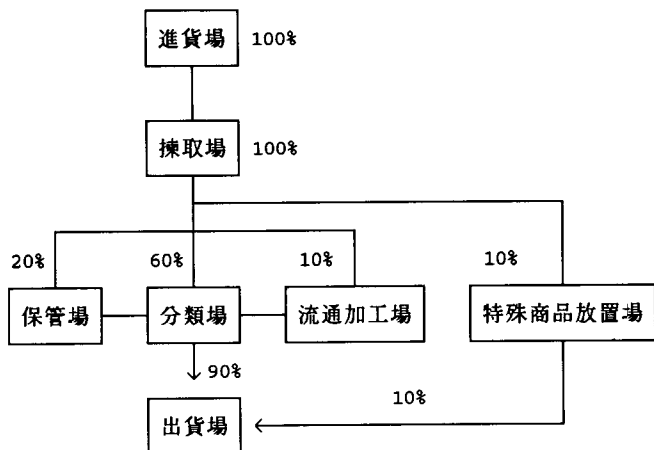 進貨場 100%
揀取場 100%
20% 60% 10% 10%
保管場 分類場 流通加工場 特殊商品放置場
90%
10%
出貨場